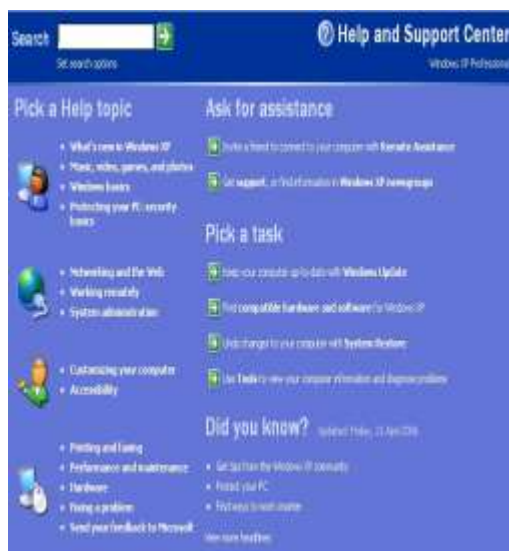 Search
Set search options
Help and Support Center
Windows XP Professional
Pick a Help topic
What's new in Windows XP
Music, video, games, and photos
Windows basics
Protecting your PC: security
basics
Networking and the Web
Working remotely
System administration
Customizing your computer
Accessibility
Printing and faxing
Performance and maintenance
Hardware
Fixing a problem
Send your feedback to Microsoft
Ask for assistance
Invite a friend to connect to your computer with Remote Assistance
Get support, or find information in Windows XP newsgroups
Pick a task
Keep your computer up-to-date with Windows Update
Find compatible hardware and software for Windows XP
Undo changes to your computer with System Restore
Use Tools to view your computer information and diagnose problems
Did you know?
Updated: Friday, April
Get tips from the Windows XP community
Protect your PC
Find ways to work smarter
View more headlines